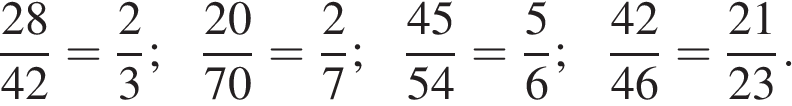 28/42 = 2/3; 20/70 = 2/7; 45/54 = 5/6; 42/46 = 21/23.